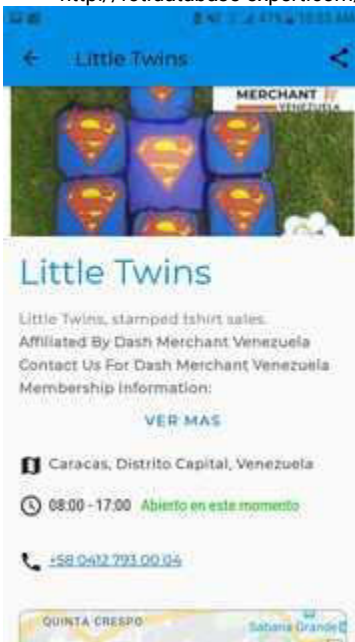 Little Twins
MERCHANT
VENEZUELA
Little Twins
Little Twins, stamped tshirt sales.
Affiliated By Dash Merchant Venezuela
Contact Us For Dash Merchant Venezuela
Membership Information:
VER MAS
Caracas, Distrito Capital, Venezuela
08:00 - 17:00 Abierto en este momento
+58 0412 793 00 04
QUINTA CRESPO
Sabana Grande